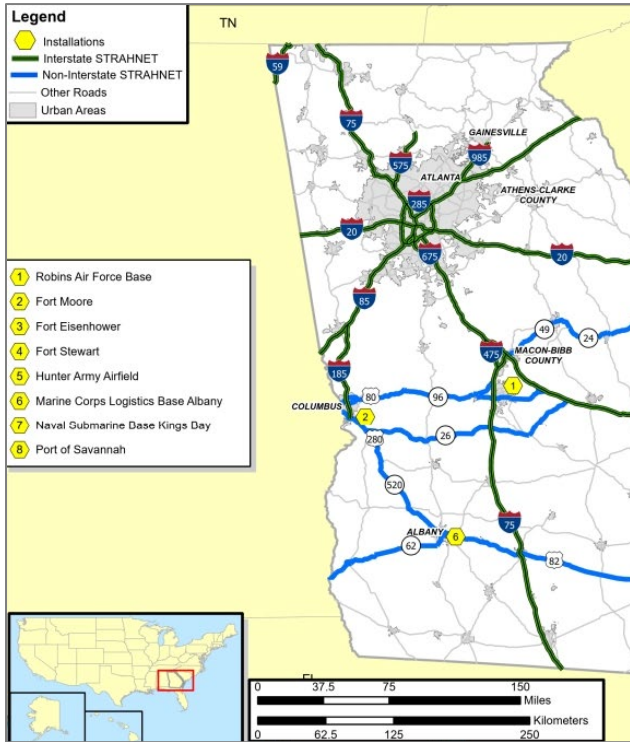 Legend
Installations
Interstate STRAHNET
Non-Interstate STRAHNET
Other Roads
Urban Areas
TN
59
75
GAINESVILLE
575
985
ATLANTA
ATHENS-CLARKE
COUNTY
285
20
675
20
1 Robins Air Force Base
2 Fort Moore
3 Fort Eisenhower
4 Fort Stewart
5 Hunter Army Airfield
6 Marine Corps Logistics Base Albany
7 Naval Submarine Base Kings Bay
8 Port of Savannah
85
49
24
475
MACON-BIBB
COUNTY
185
1
80
96
COLUMBUS
2
280
26
520
75
ALBANY
6
62
82
0 37.5 75 150
Miles
Kilometers
0 62.5 125 250